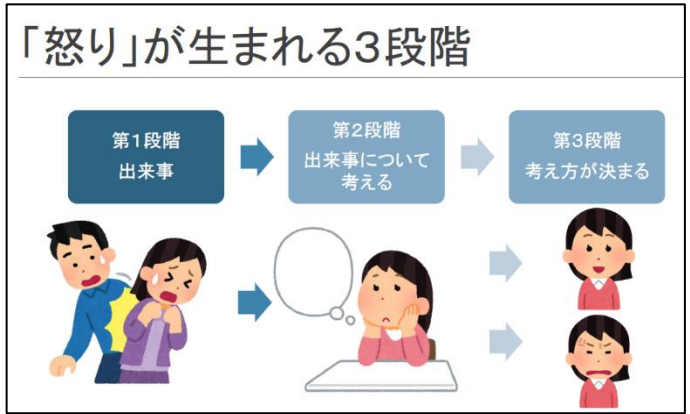 「怒り」が生まれる3段階
第1段階
出来事
第2段階
出来事について
考える
第3段階
考え方が決まる